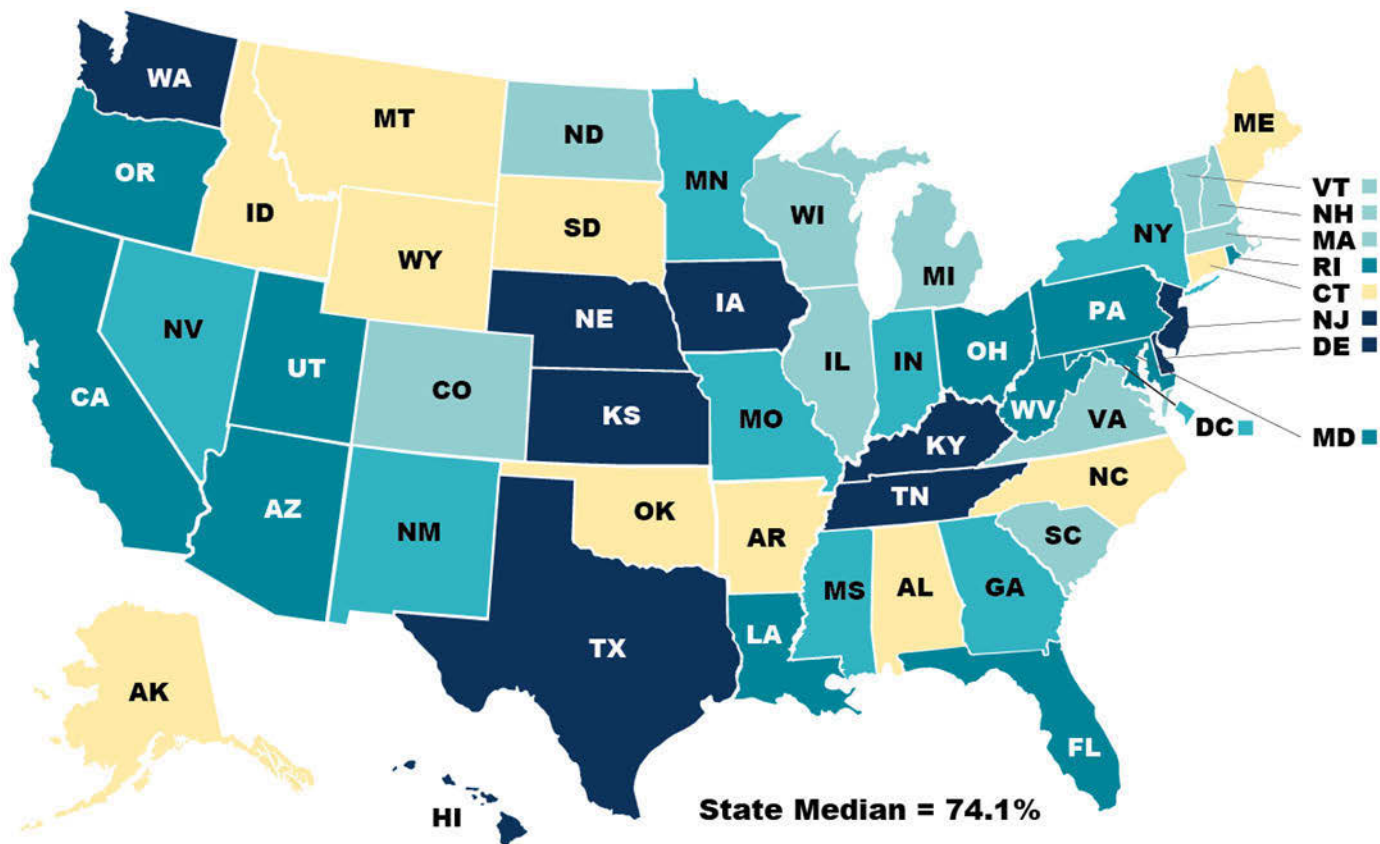 WA
MT
ND
MN
ME
OR
ID
WY
SD
WI
MI
NY
VT
NH
MA
RI
CT
NJ
DE
MD
DC
NV
UT
CO
NE
IA
IL
IN
OH
PA
WV
VA
CA
KS
MO
KY
AZ
NM
OK
AR
TN
NC
SC
MS
AL
GA
LA
TX
FL
AK
HI
State Median = 74.1%